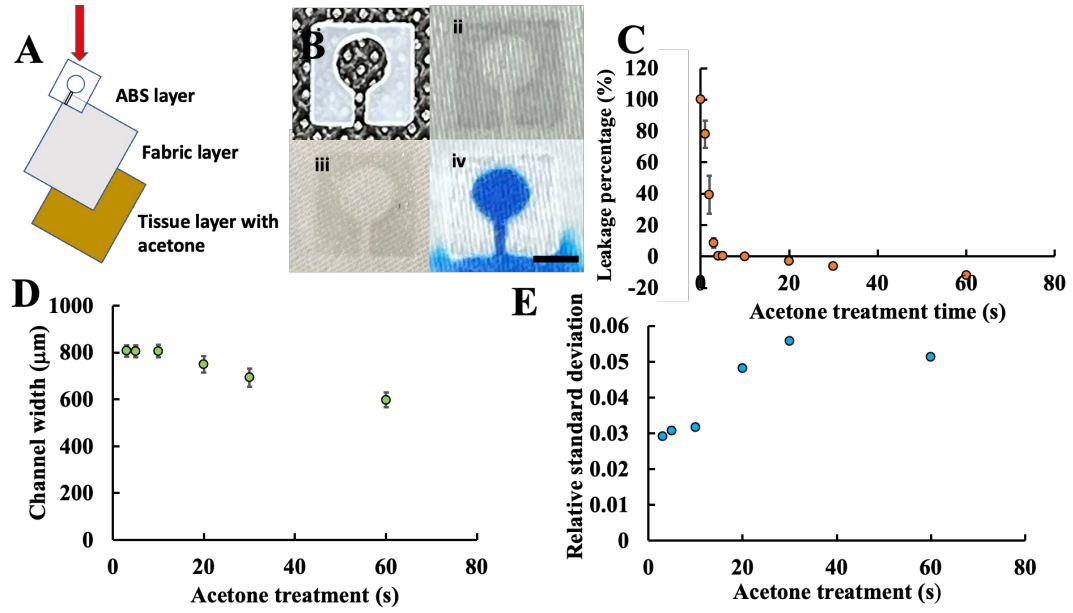 A
ABS layer
Fabric layer
Tissue layer with
acetone
B
ii
iii
iv
C
Leakage percentage (%)
120
100
80
60
40
20
0
-20
0
20
40
60
80
Acetone treatment time (s)
D
Channel width (μm)
1000
800
600
400
200
0
0
20
40
60
80
Acetone treatment (s)
E
Relative standard deviation
0.06
0.05
0.04
0.03
0.02
0.01
0
0
20
40
60
80
Acetone treatment (s)